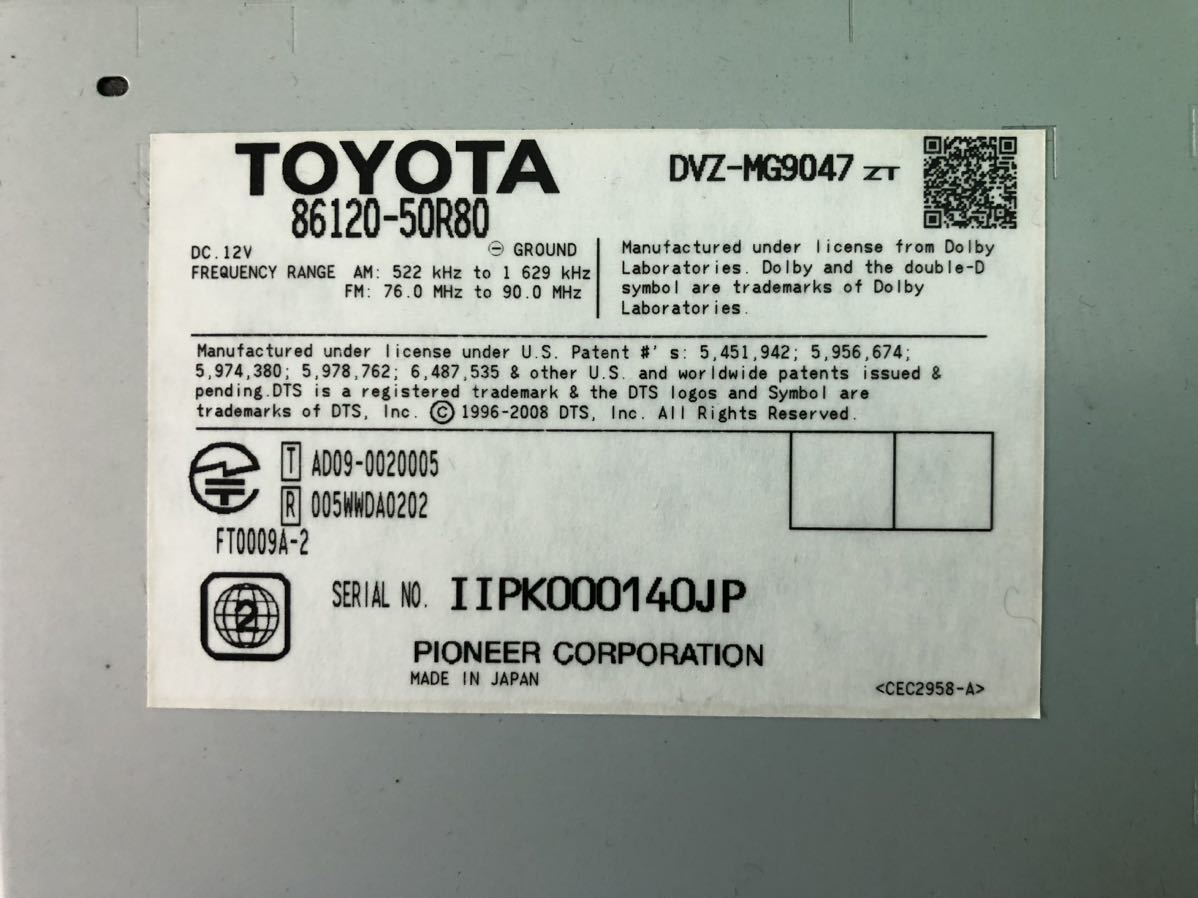 TOYOTA
86120-50R80
DVZ-MG9047 ZT
DC.12V ⊖ GROUND
FREQUENCY RANGE AM: 522 kHz to 1 629 kHz
FM: 76.0 MHz to 90.0 MHz
Manufactured under license from Dolby
Laboratories. Dolby and the double-D
symbol are trademarks of Dolby
Laboratories.
Manufactured under license under U.S. Patent #' s: 5,451,942; 5,956,674;
5,974,380; 5,978,762; 6,487,535 & other U.S. and worldwide patents issued &
pending.DTS is a registered trademark & the DTS logos and Symbol are
trademarks of DTS, Inc. © 1996-2008 DTS, Inc. All Rights Reserved.
T AD09-0020005
R 005WWDA0202
FT0009A-2
2
SERIAL NO. IIPK000140JP
PIONEER CORPORATION
MADE IN JAPAN
<CEC2958-A>